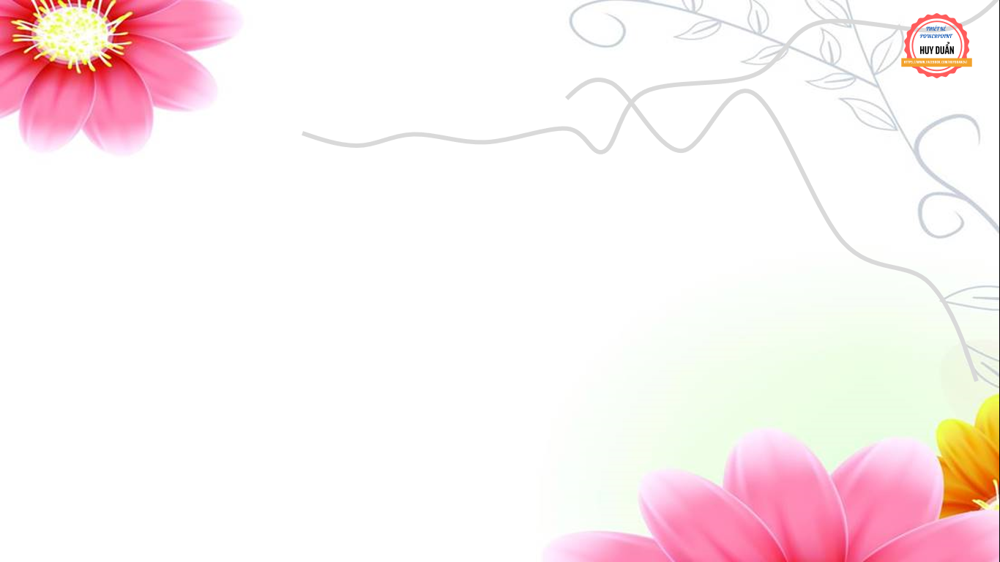 THIẾT KẾ
POWERPOINT
HUY DUẨN